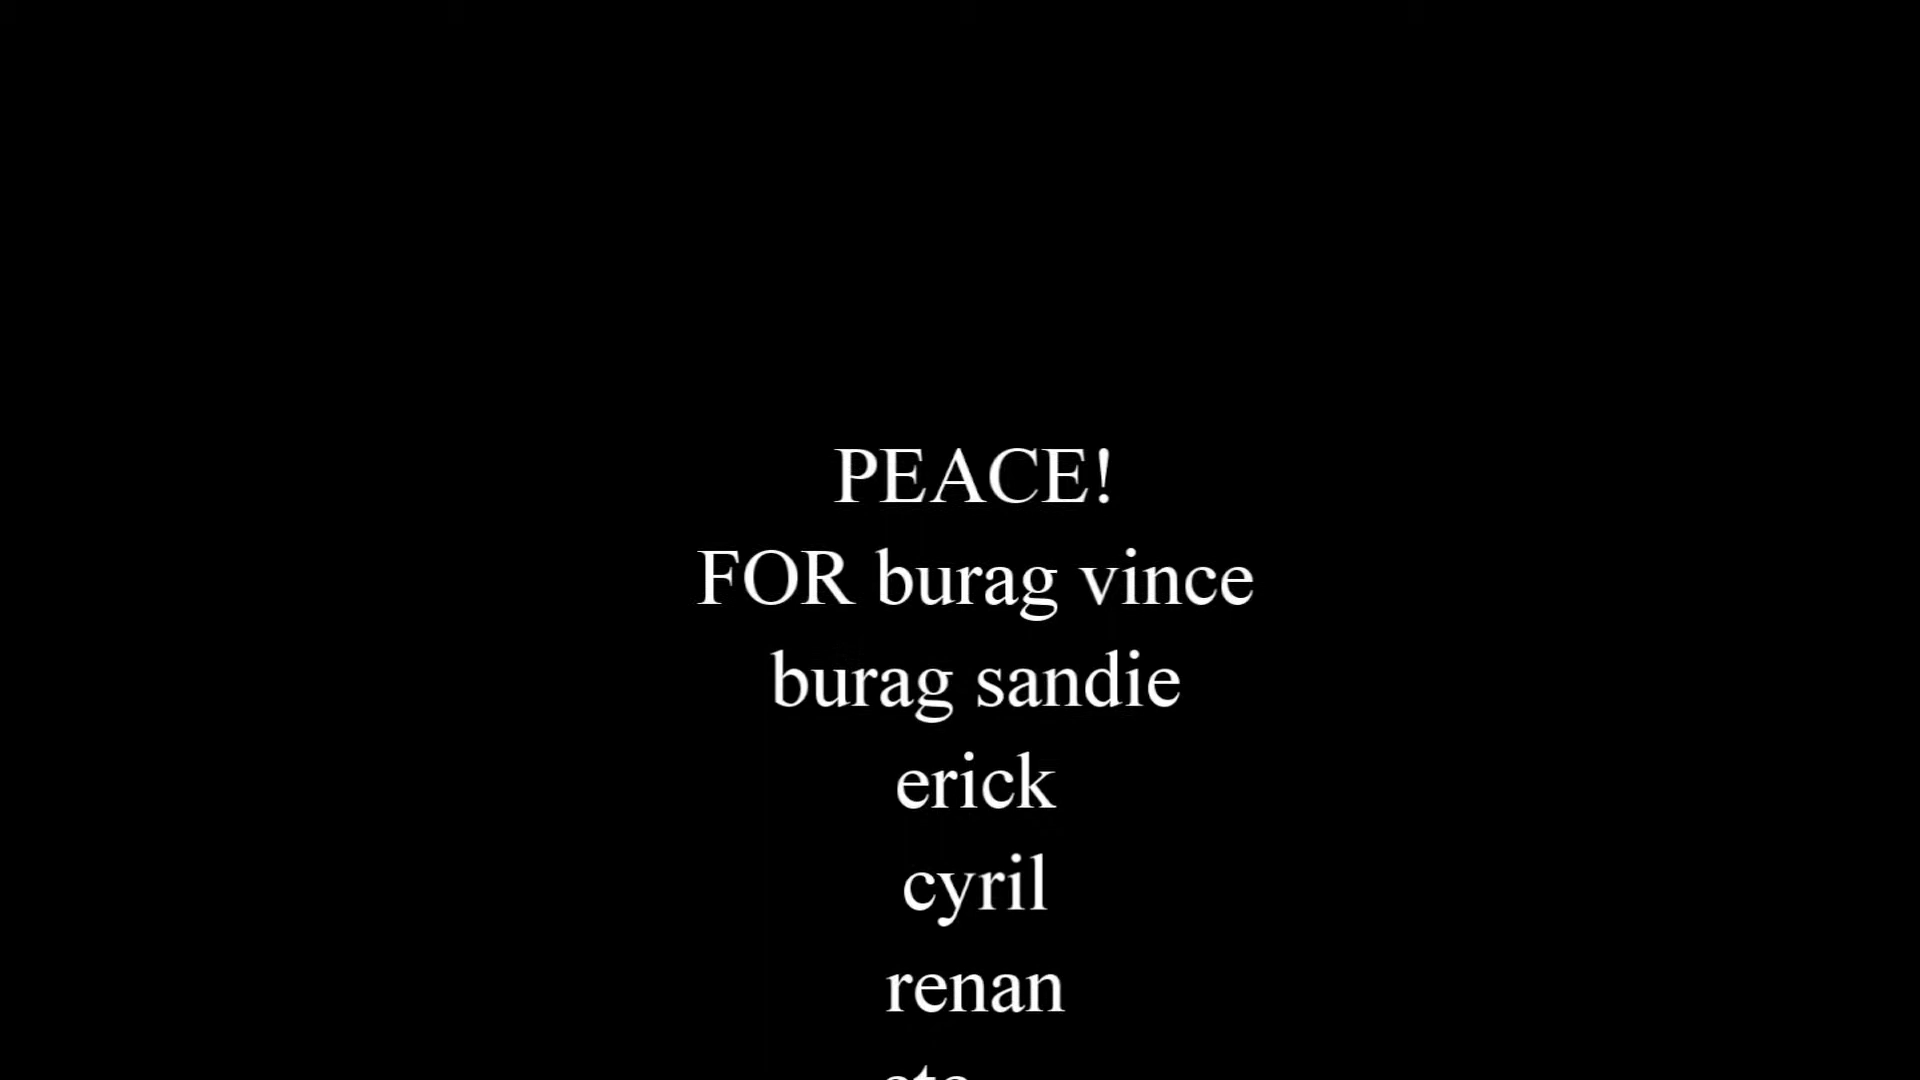 PEACE!
FOR burag vince
burag sandie
erick
cyril
renan